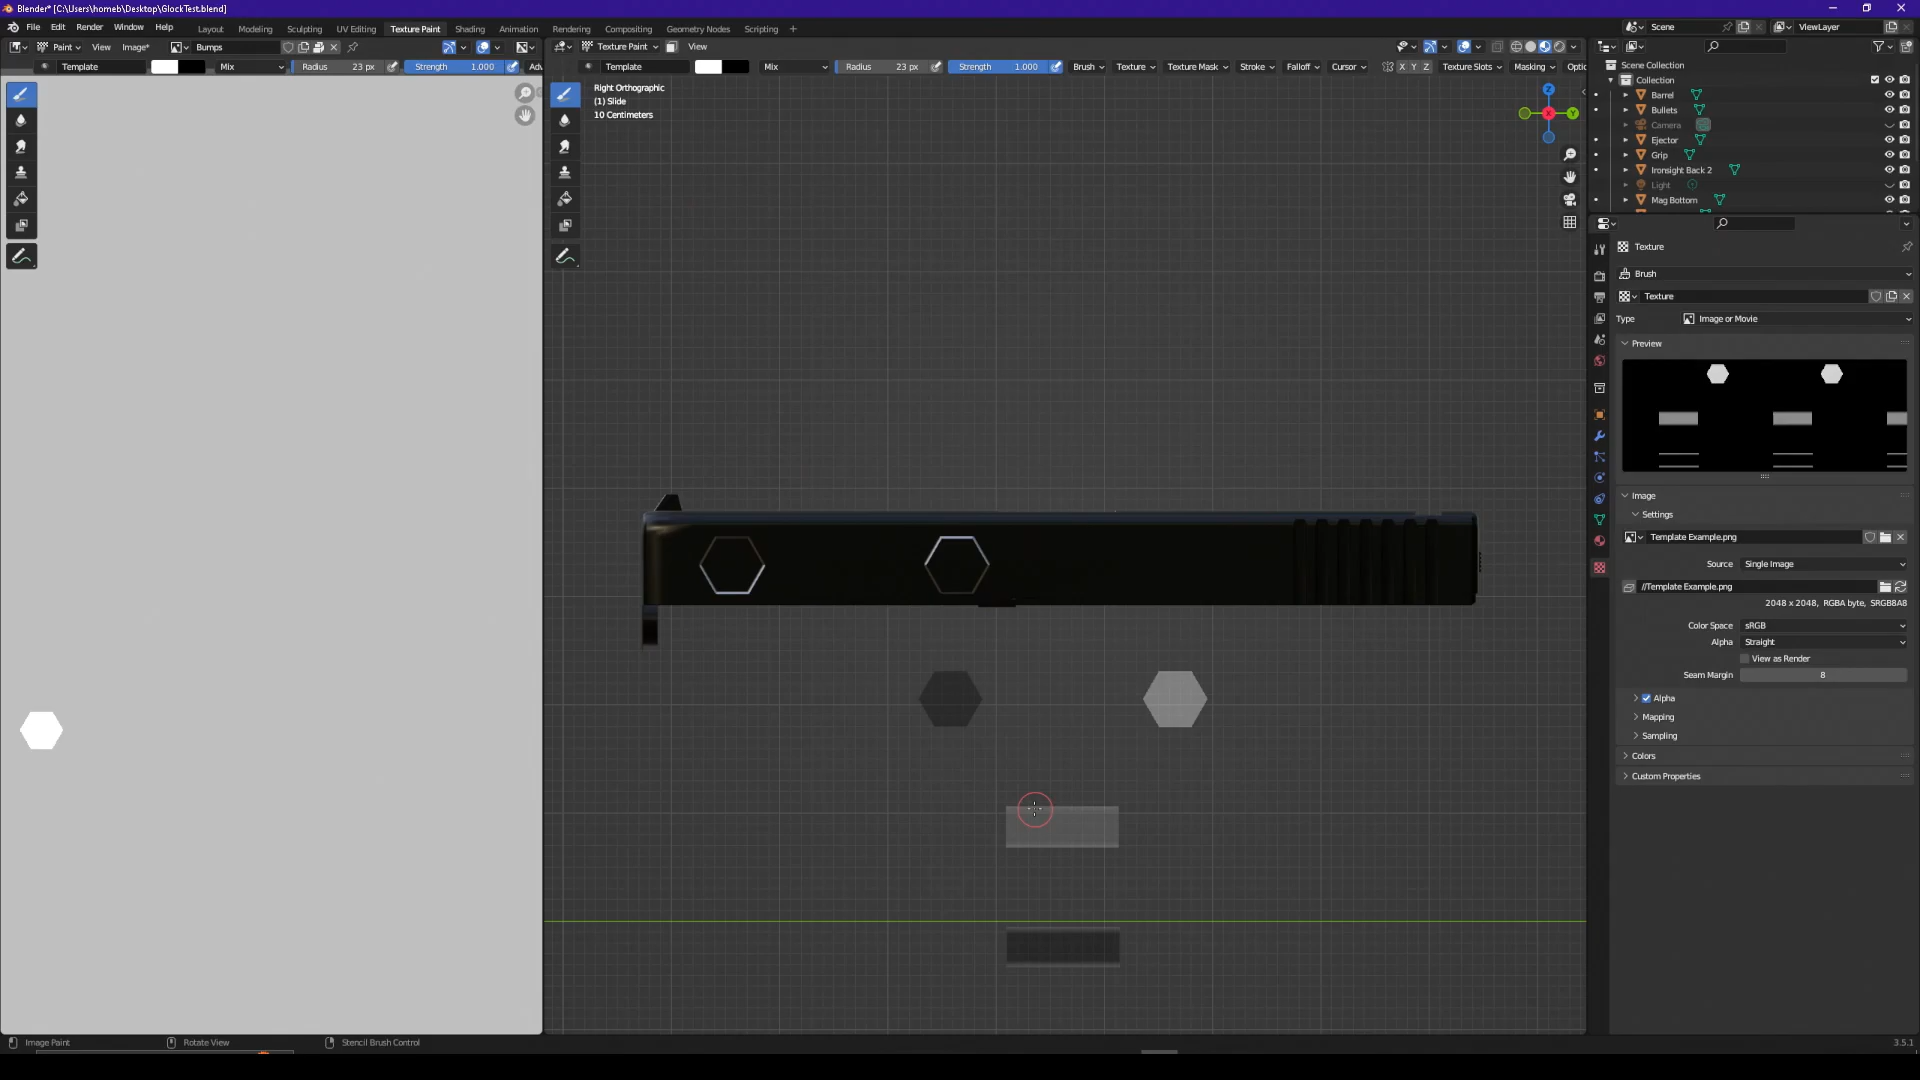 Blender* [C:\Users\homeb\Desktop\GlockTest.blend]
File Edit Render Window Help Layout Modeling Sculpting UV Editing Texture Paint Shading Animation Rendering Compositing Geometry Nodes Scripting + Scene ViewLayer
Paint View Image* Bumps Texture Paint View
Template Mix Radius 23 px Strength 1.000 Adv Template Mix Radius 23 px Strength 1.000 Brush Texture Texture Mask Stroke Falloff Cursor X Y Z Texture Slots Masking Optic
Right Orthographic
(1) Slide
10 Centimeters
Z
X
Y
Scene Collection
Collection
Barrel
Bullets
Camera
Ejector
Grip
Ironsight Back 2
Light
Mag Bottom
Texture
Brush
Texture
Type Image or Movie
Preview
Image
Settings
Template Example.png
Source Single Image
//Template Example.png
2048 x 2048, RGBA byte, SRGB8A8
Color Space sRGB
Alpha Straight
View as Render
Seam Margin 8
Alpha
Mapping
Sampling
Colors
Custom Properties
Image Paint Rotate View Stencil Brush Control 3.5.1